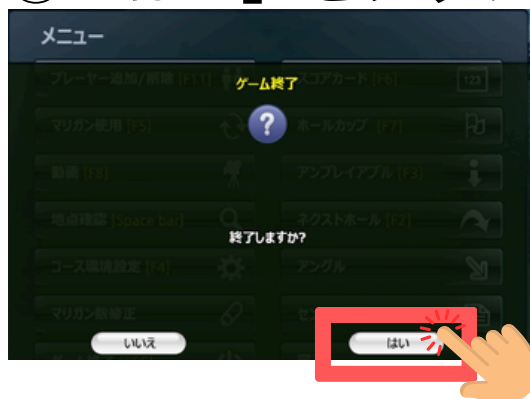 メニュー
プレーヤー追加/削除 [F11]
スコアカード [F6]
123
ゲーム終了
マリガン使用 [F5]
?
ホールカップ [F7]
動画 [F8]
アンプレイアブル [F3]
地点確認 [Space bar]
ネクストホール [F2]
終了しますか?
コース環境設定 [F4]
アングル
マリガン数修正
いいえ
はい